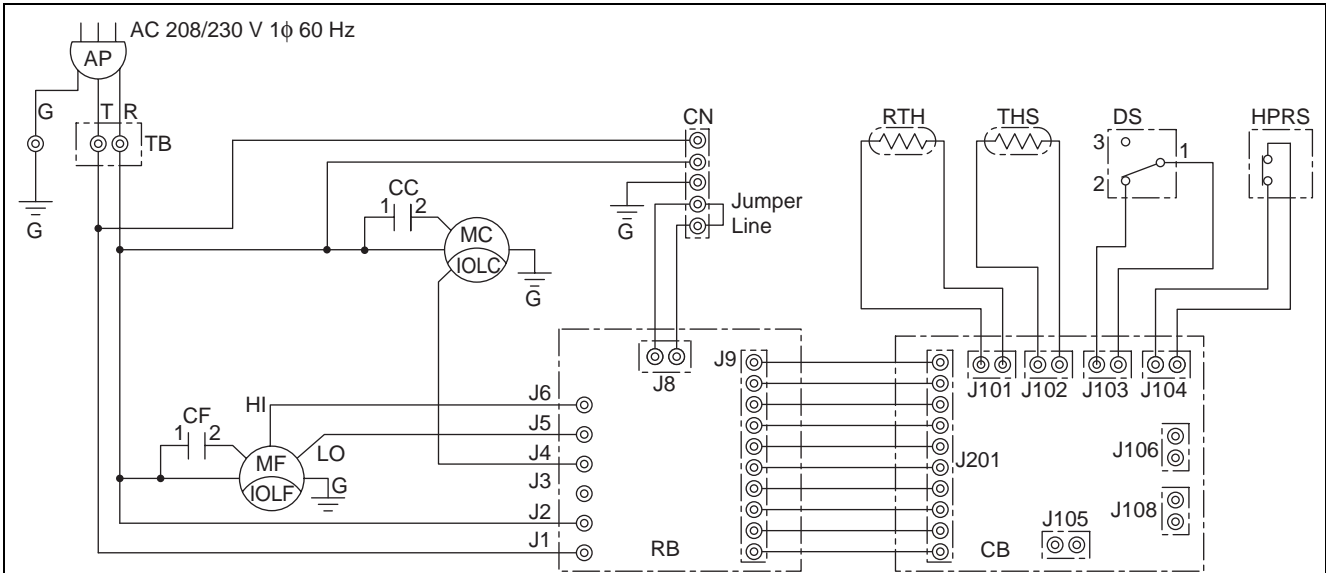 AC 208/230 V 1ϕ 60 Hz
AP
G
T R
TB
G
CN
RTH
THS
DS
HPRS
3
1
2
CC
1 2
MC
IOLC
G
G
Jumper
Line
J8
J9
J6
J5
J4
J3
J2
J1
HI
LO
CF
1 2
MF
IOLF
G
RB
J101
J102
J103
J104
J201
J106
J108
J105
CB